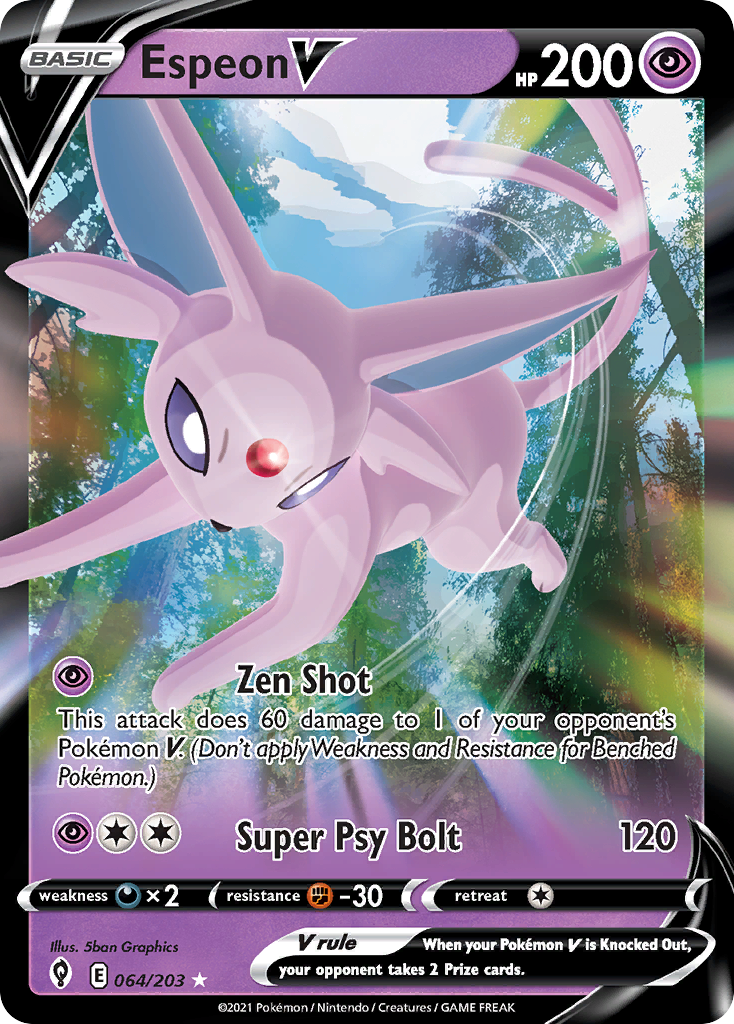 BASIC
Espeon V
HP 200
Zen Shot
This attack does 60 damage to 1 of your opponent's
Pokémon V. (Don't apply Weakness and Resistance for Benched
Pokémon.)
Super Psy Bolt 120
weakness ×2 resistance -30 retreat
Illus. 5ban Graphics
V rule When your Pokémon V is Knocked Out,
your opponent takes 2 Prize cards.
E 064/203
©2021 Pokémon / Nintendo / Creatures / GAME FREAK